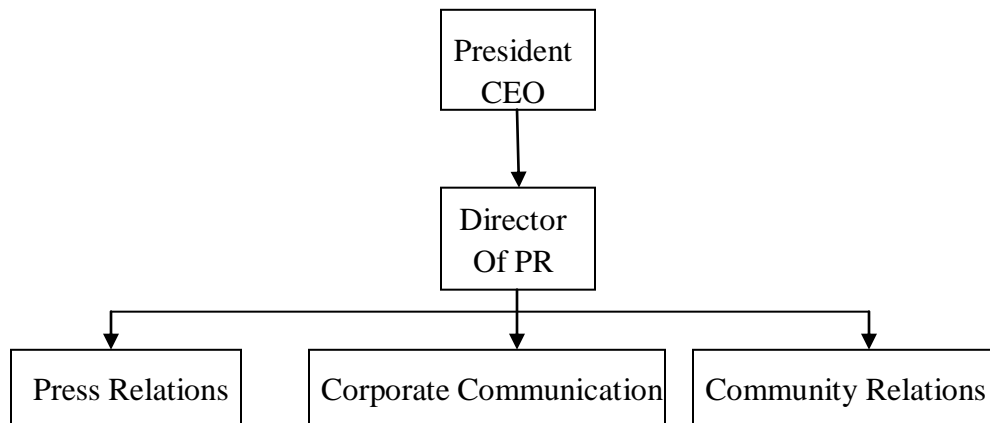 President
CEO
Director
Of PR
Press Relations
Corporate Communication
Community Relations